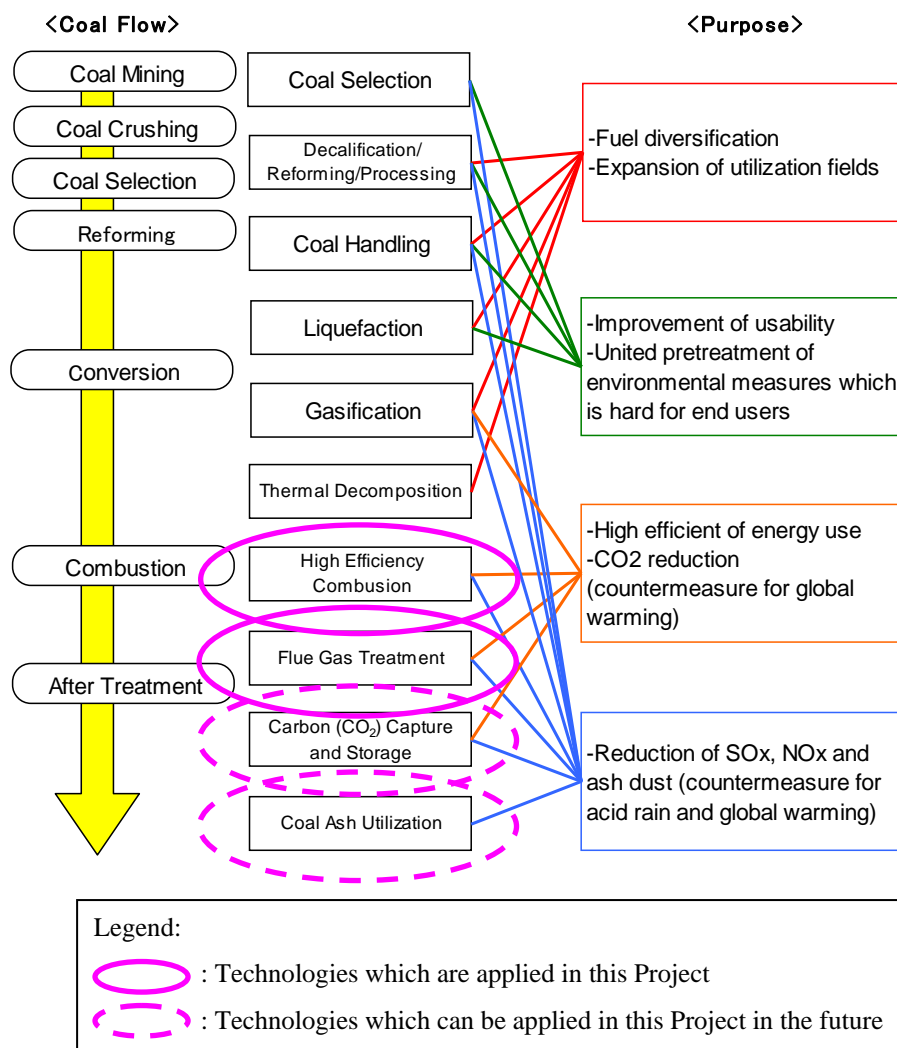 <Coal Flow>
<Purpose>
Coal Mining
Coal Crushing
Coal Selection
Reforming
Conversion
Combustion
After Treatment
Coal Selection
Decalification/
Reforming/Processing
Coal Handling
Liquefaction
Gasification
Thermal Decomposition
High Efficiency
Combusion
Flue Gas Treatment
Carbon (CO₂) Capture
and Storage
Coal Ash Utilization
-Fuel diversification
-Expansion of utilization fields
-Improvement of usability
-United pretreatment of
environmental measures which
is hard for end users
-High efficient of energy use
-CO2 reduction
(countermeasure for global
warming)
-Reduction of SOx, NOx and
ash dust (countermeasure for
acid rain and global warming)
Legend:
: Technologies which are applied in this Project
: Technologies which can be applied in this Project in the future